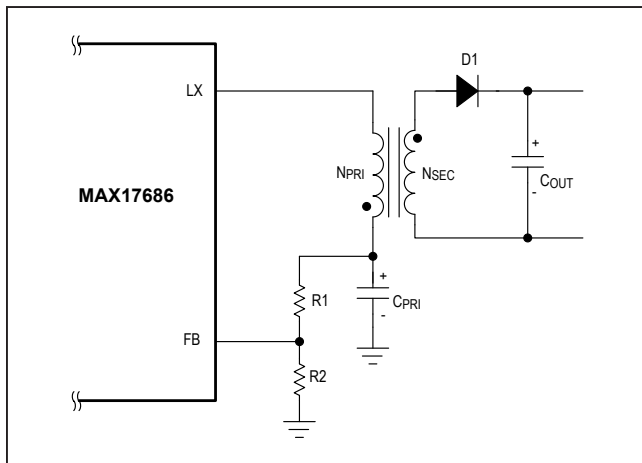 D1
LX
NPRI
NSEC
+
COUT
-
MAX17686
R1
+
CPRI
-
FB
R2